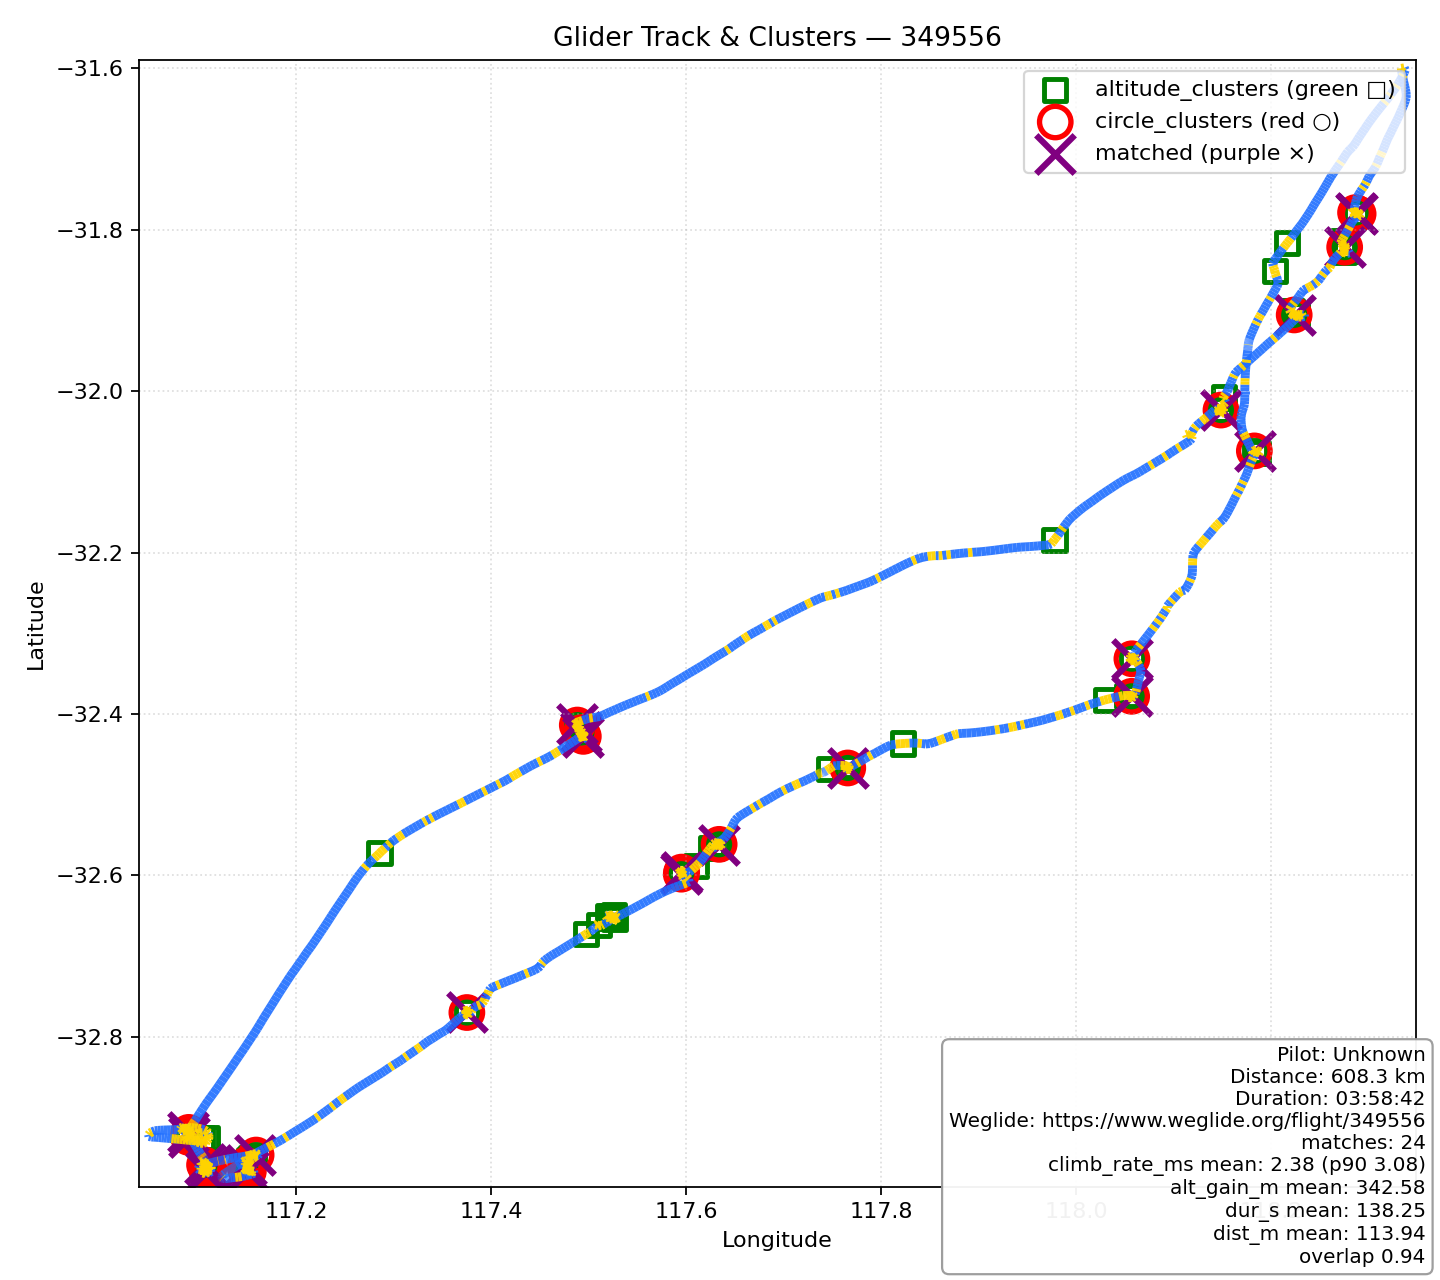 Glider Track & Clusters — 349556
altitude_clusters (green □)
circle_clusters (red ○)
matched (purple ×)
−31.6
−31.8
−32.0
−32.2
−32.4
−32.6
−32.8
Latitude
117.2
117.4
117.6
117.8
118.0
Longitude
Pilot: Unknown
Distance: 608.3 km
Duration: 03:58:42
Weglide: https://www.weglide.org/flight/349556
matches: 24
climb_rate_ms mean: 2.38 (p90 3.08)
alt_gain_m mean: 342.58
dur_s mean: 138.25
dist_m mean: 113.94
overlap 0.94